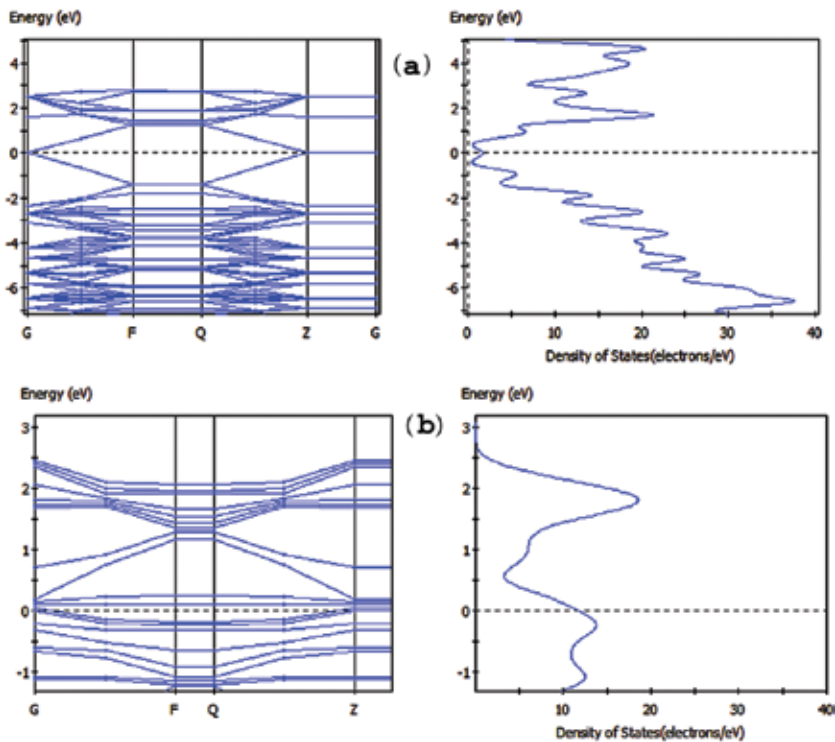 Energy (eV)
Energy (eV)
(a)
4
2
0
-2
-4
-6
G F Q Z G
4
2
0
-2
-4
-6
0 10 20 30 40
Density of States(electrons/eV)
Energy (eV)
Energy (eV)
(b)
3
2
1
0
-1
G F Q Z
3
2
1
0
-1
10 20 30 40
Density of States(electrons/eV)